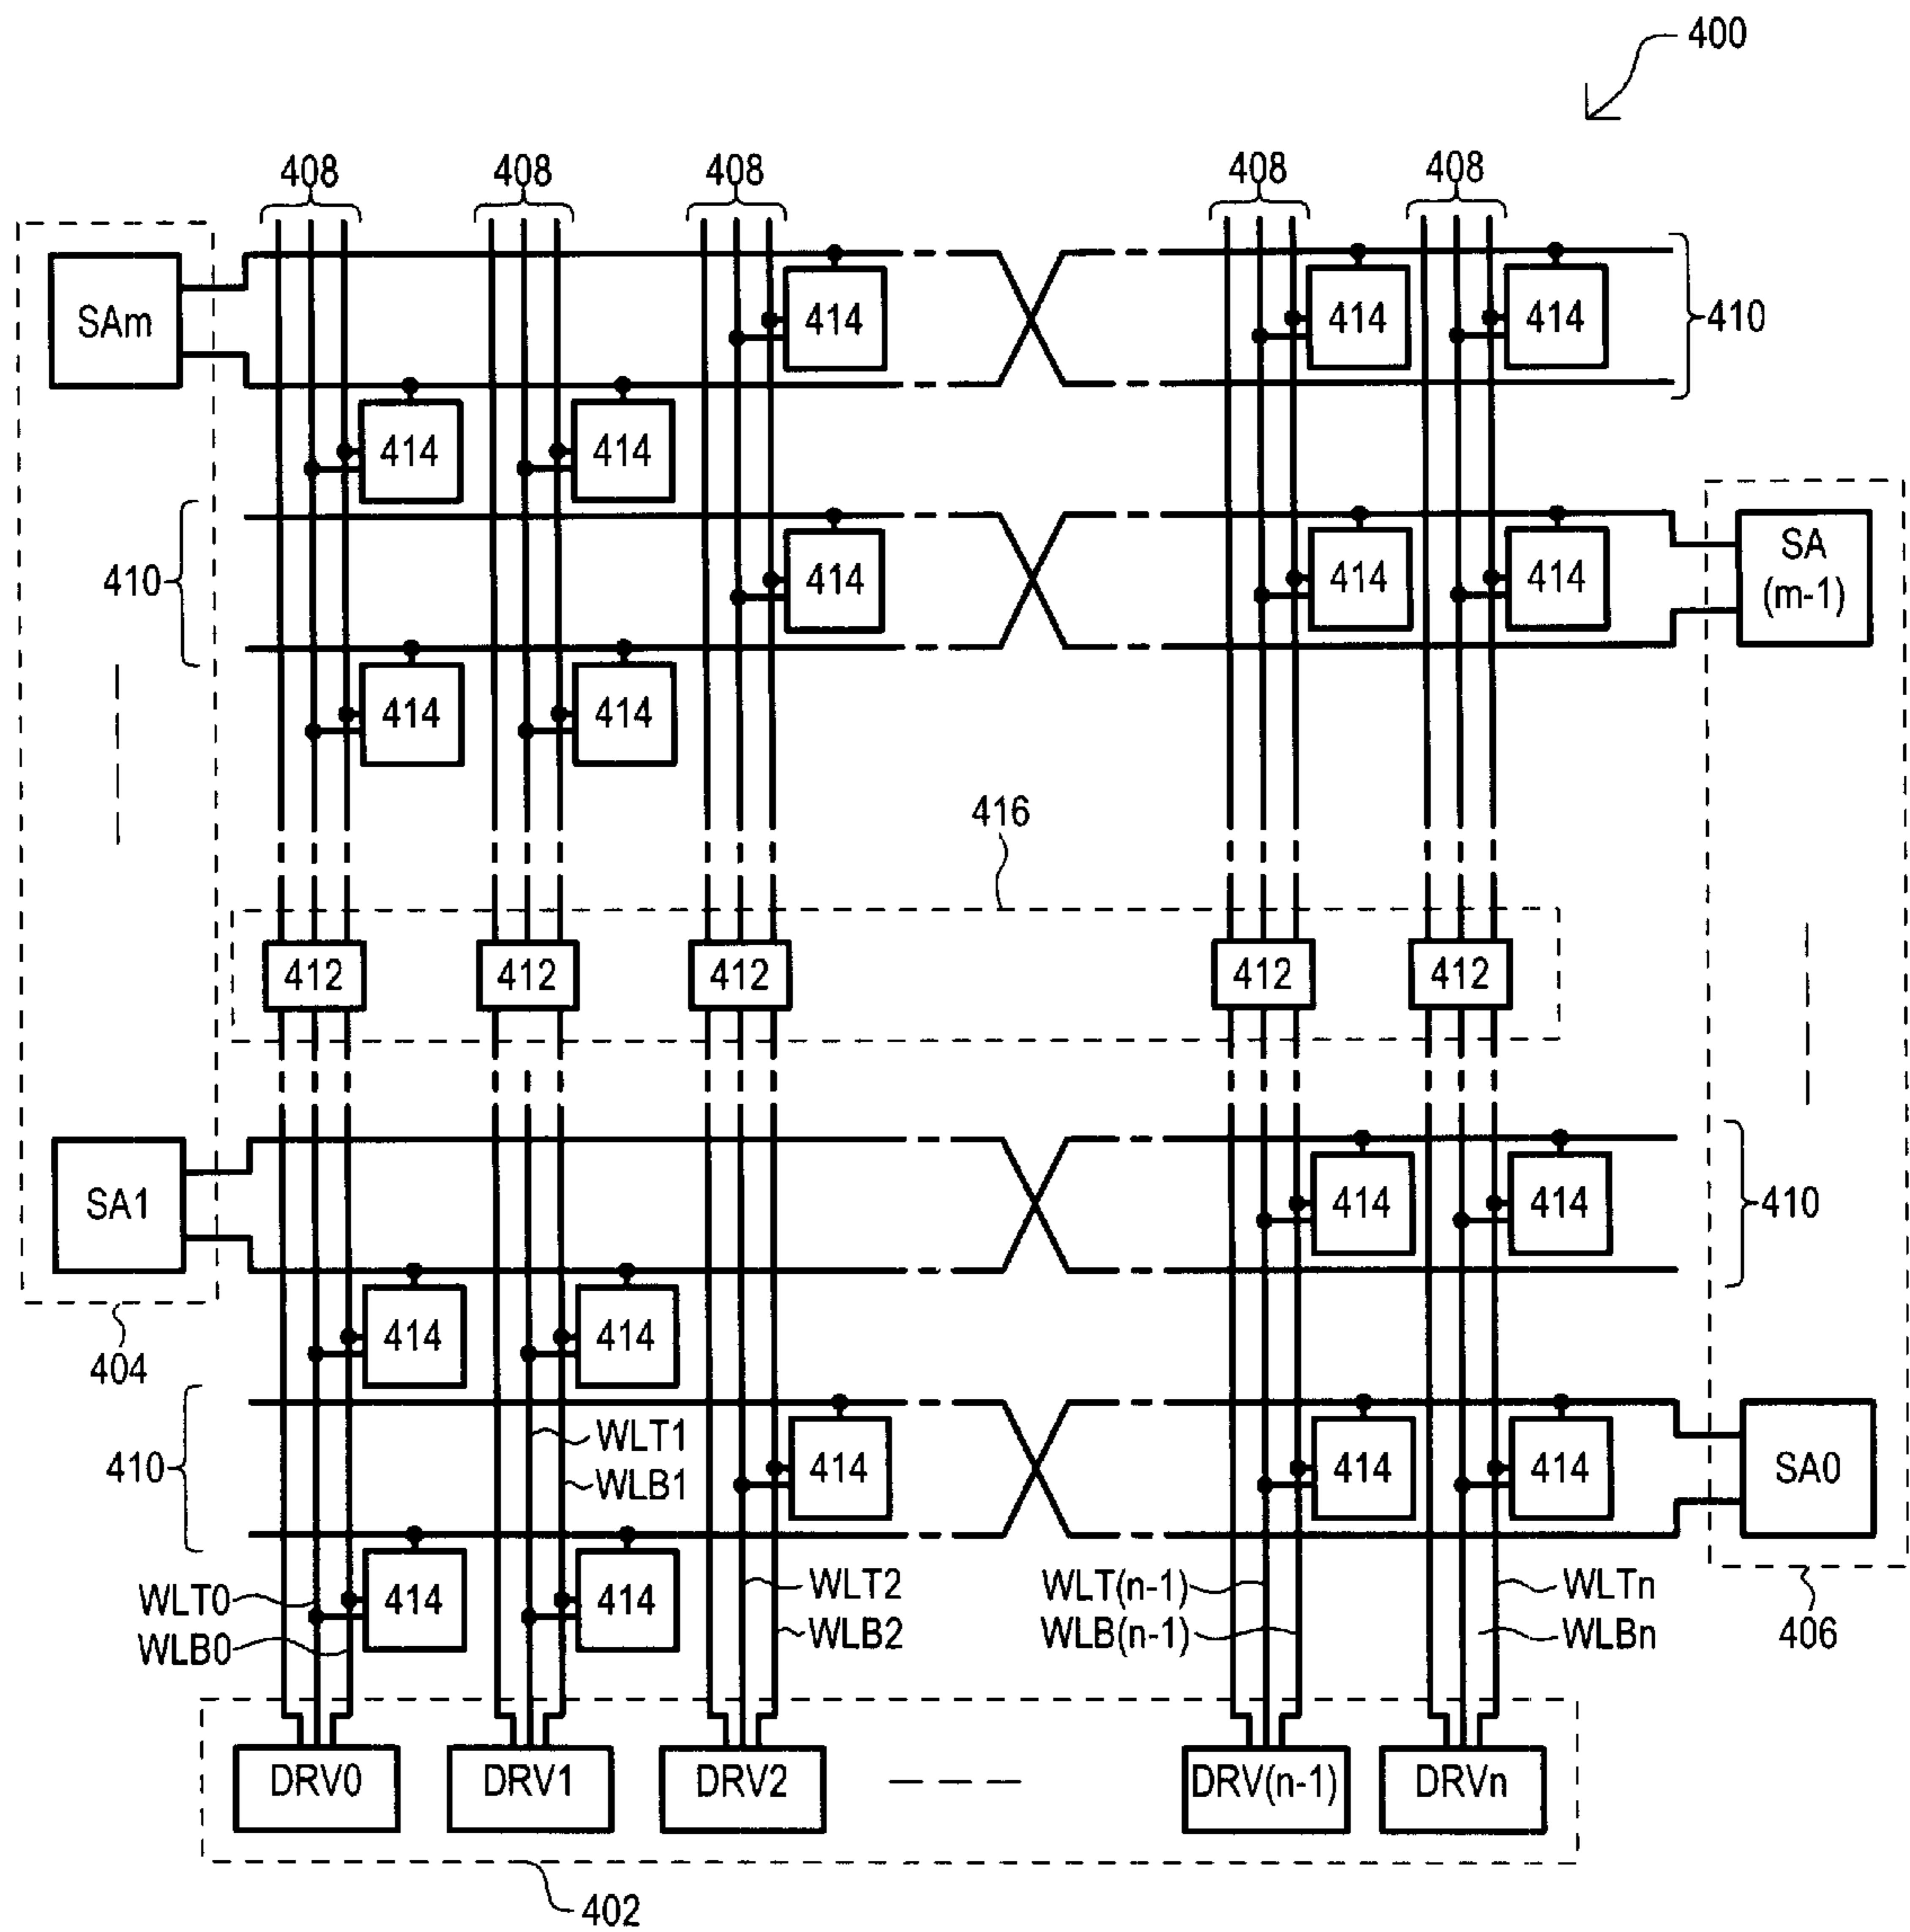 400
408 408 408 408 408
SAm 414 414 414 410
414 414
410 414 414 414 SA
(m-1)
414 414
416
412 412 412 412 412
SA1 414 414 410
414 414
404
WLT1
410 WLB1 414 414 414 SA0
WLT0 414 414 WLT2 WLT(n-1) WLTn
WLB0 WLB2 WLB(n-1) WLBn 406
DRV0 DRV1 DRV2 DRV(n-1) DRVn
402